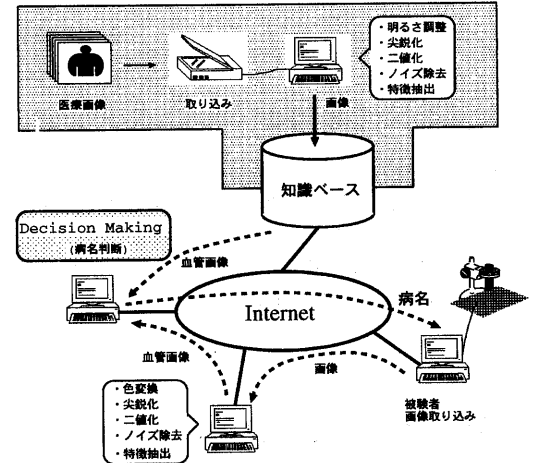 ・明るさ調整
・尖鋭化
・二値化
・ノイズ除去
・特徴抽出
医療画像
取り込み
画像
知識ベース
Decision Making
(病名判断)
血管画像
病名
Internet
血管画像
画像
被験者
画像取り込み
・色変換
・尖鋭化
・二値化
・ノイズ除去
・特徴抽出